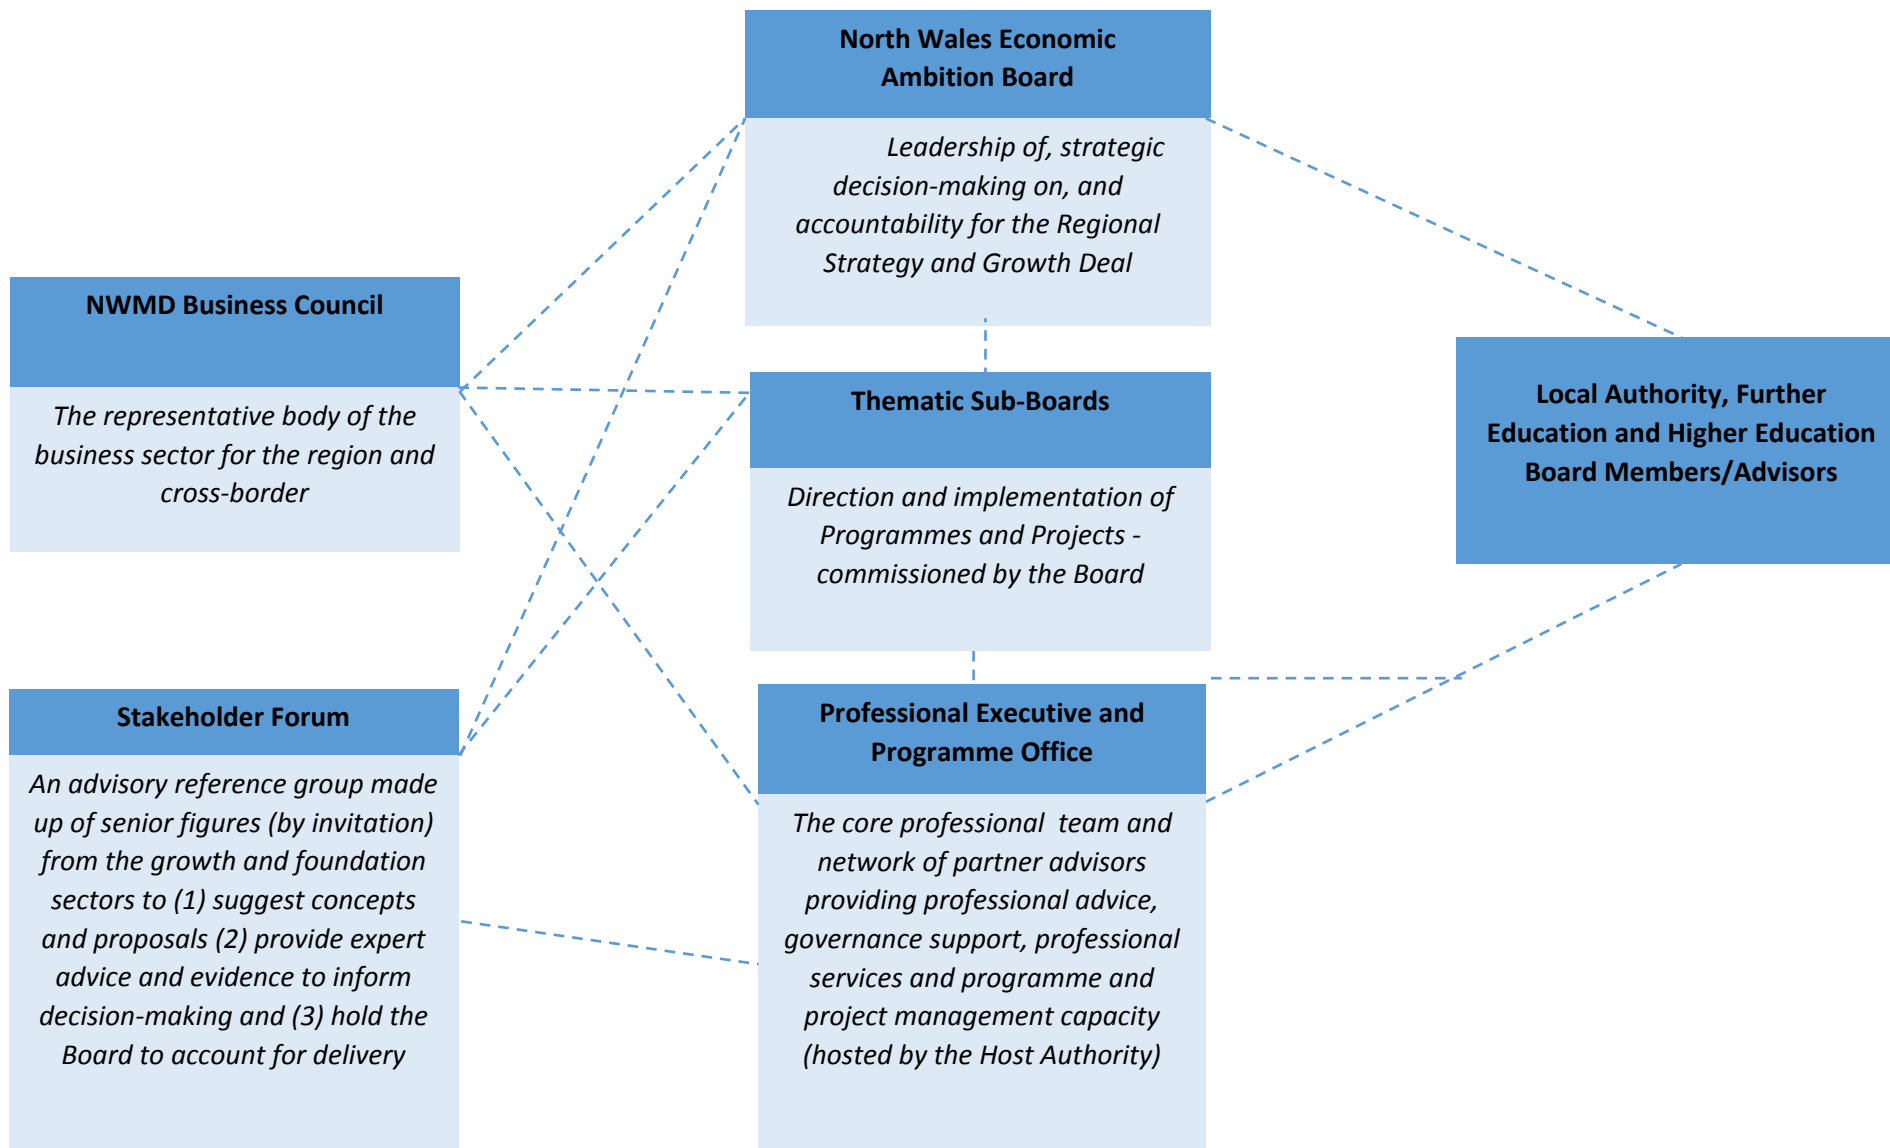 North Wales Economic
Ambition Board
Leadership of, strategic
decision-making on, and
accountability for the Regional
Strategy and Growth Deal
NWMD Business Council
The representative body of the
business sector for the region and
cross-border
Thematic Sub-Boards
Direction and implementation of
Programmes and Projects -
commissioned by the Board
Local Authority, Further
Education and Higher Education
Board Members/Advisors
Stakeholder Forum
An advisory reference group made
up of senior figures (by invitation)
from the growth and foundation
sectors to (1) suggest concepts
and proposals (2) provide expert
advice and evidence to inform
decision-making and (3) hold the
Board to account for delivery
Professional Executive and
Programme Office
The core professional  team and
network of partner advisors
providing professional advice,
governance support, professional
services and programme and
project management capacity
(hosted by the Host Authority)